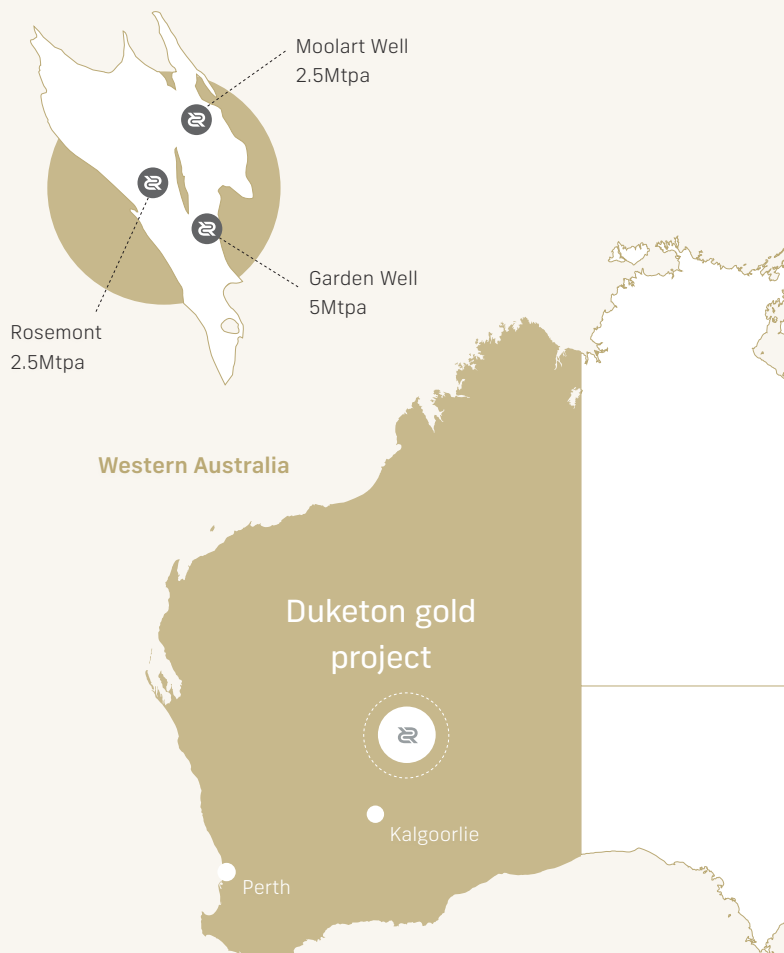 Moolart Well
2.5Mtpa
Garden Well
5Mtpa
Rosemont
2.5Mtpa
Western Australia
Duketon gold
project
Kalgoorlie
Perth